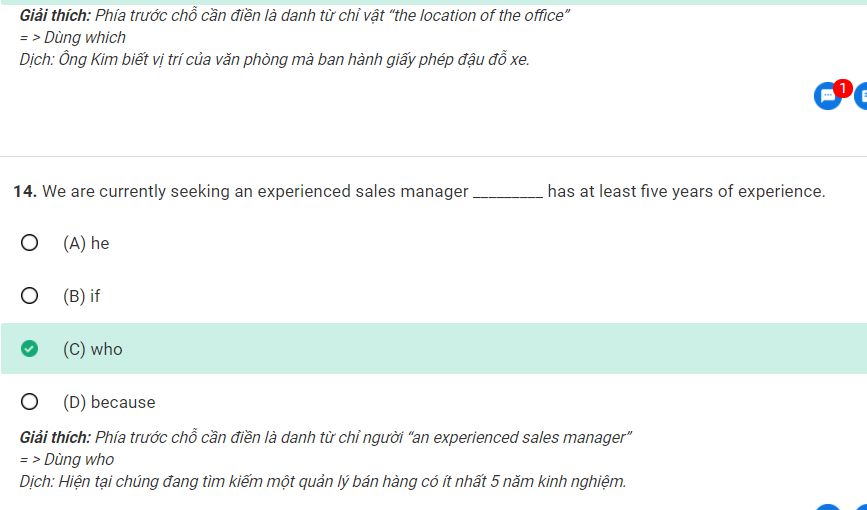 Giải thích: Phía trước chỗ cần điền là danh từ chỉ vật “the location of the office”
= > Dùng which
Dịch: Ông Kim biết vị trí của văn phòng mà ban hành giấy phép đậu đỗ xe.
1
14. We are currently seeking an experienced sales manager _________ has at least five years of experience.
(A) he
(B) if
(C) who
(D) because
Giải thích: Phía trước chỗ cần điền là danh từ chỉ người “an experienced sales manager”
= > Dùng who
Dịch: Hiện tại chúng đang tìm kiếm một quản lý bán hàng có ít nhất 5 năm kinh nghiệm.